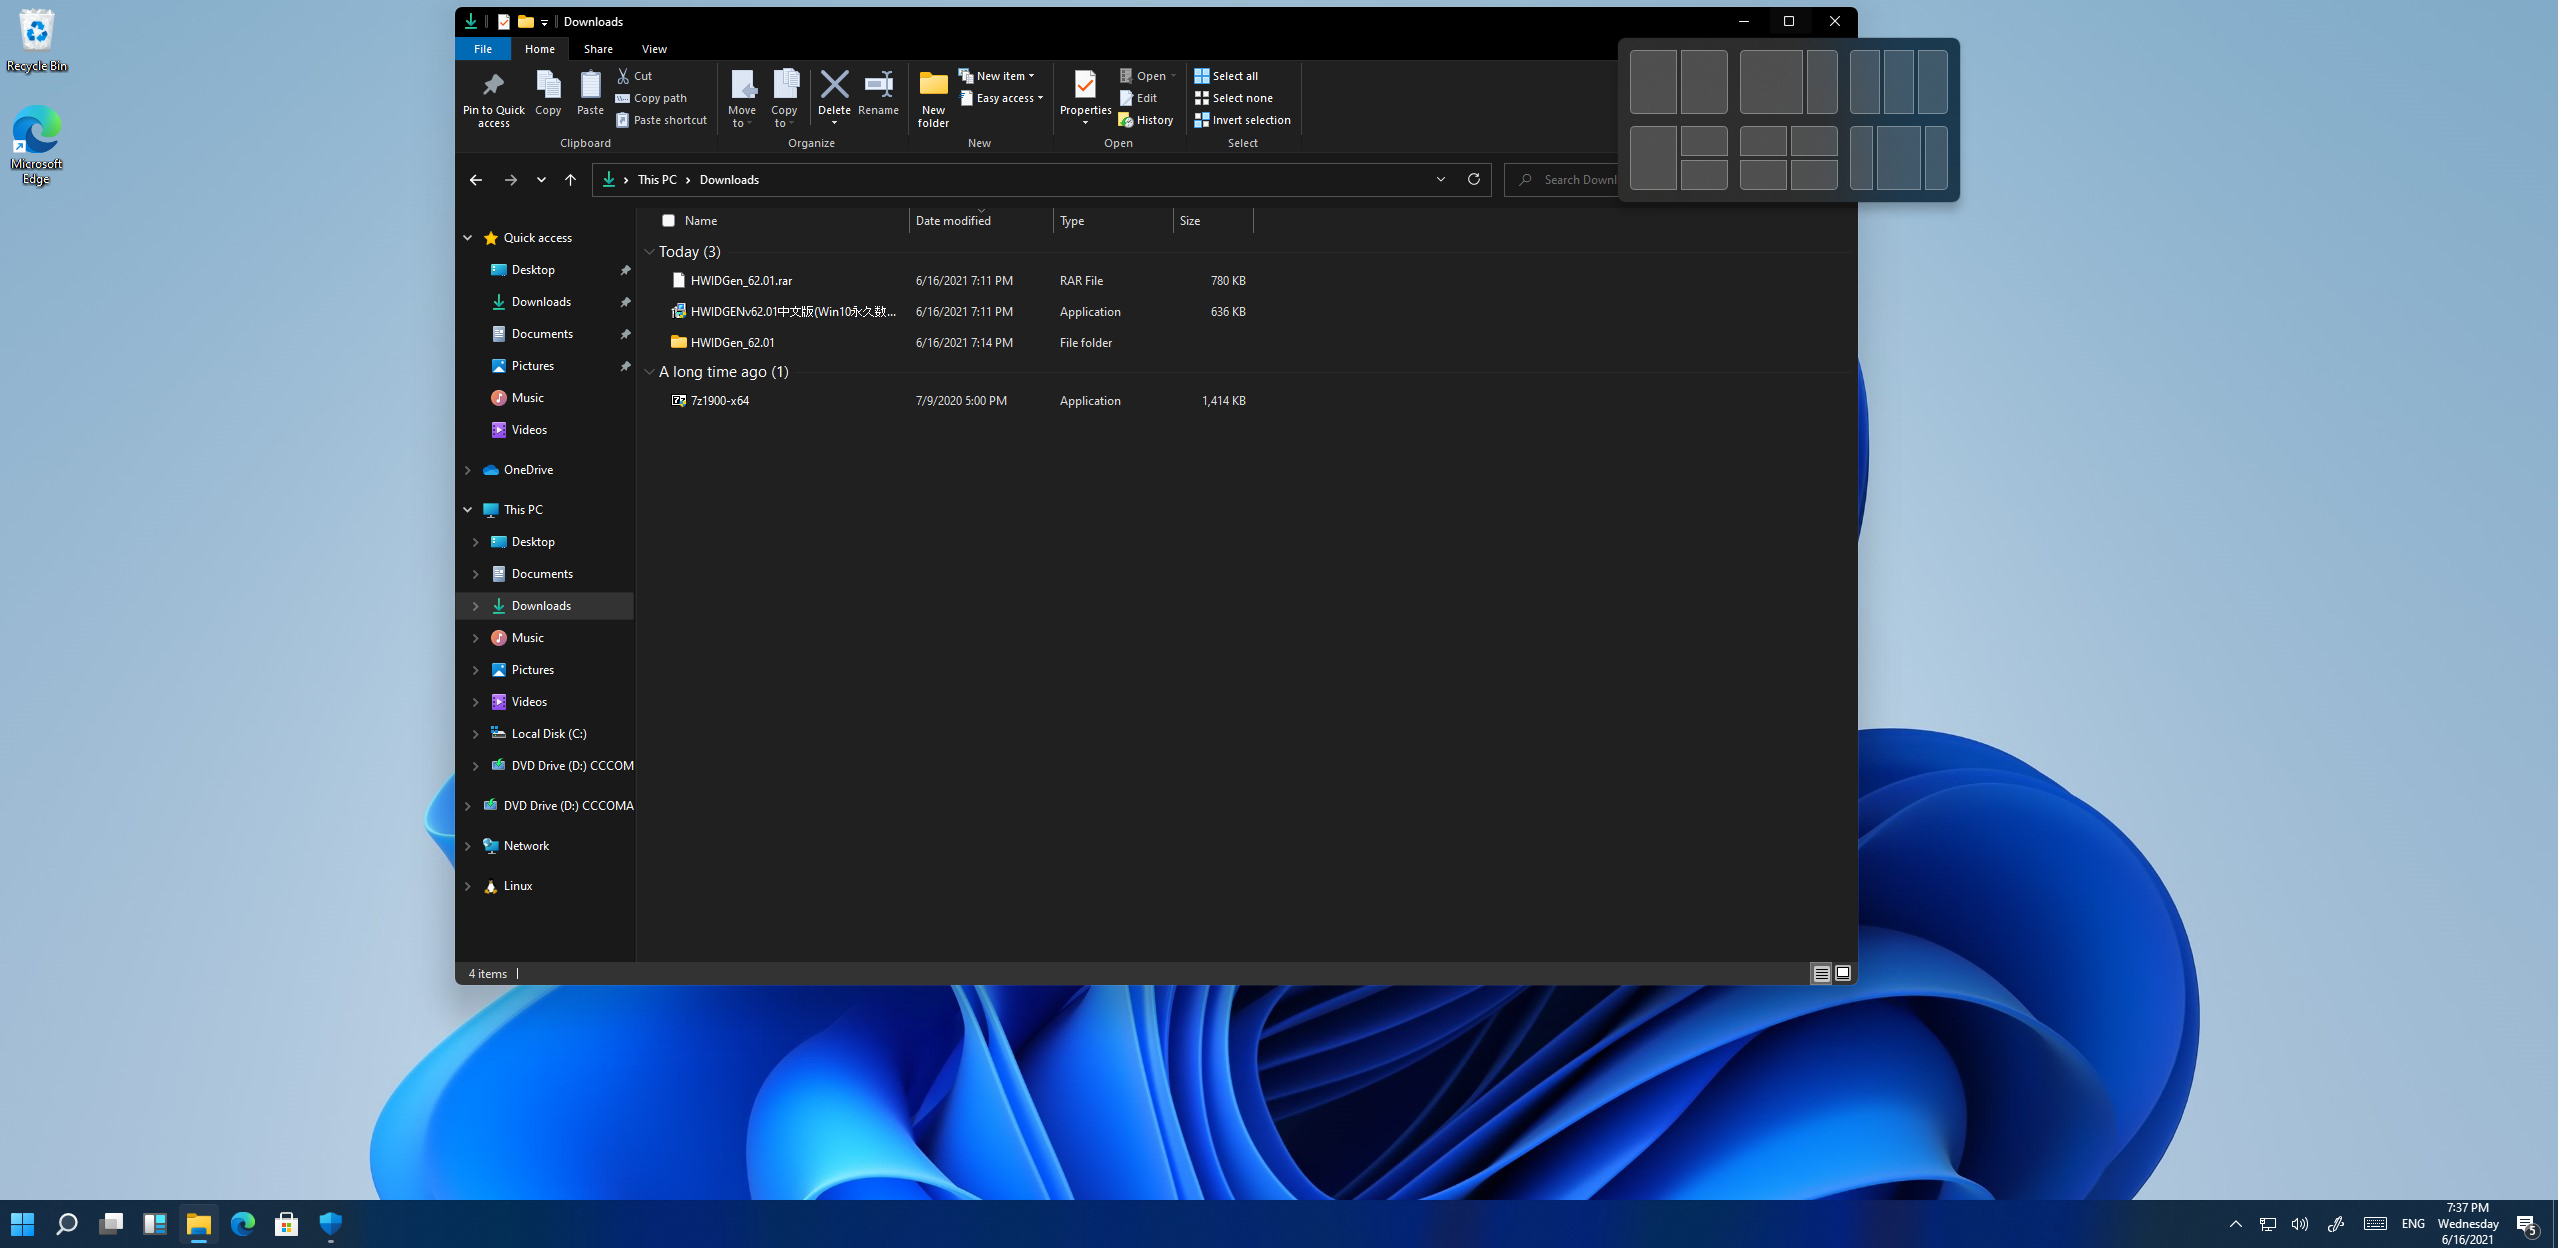 Recycle Bin
Microsoft
Edge
Downloads
File Home Share View
Pin to Quick
access
Copy
Paste
Cut
Copy path
Paste shortcut
Clipboard
Move
to
Copy
to
Delete
Rename
Organize
New
folder
New item
Easy access
New
Properties
Open
Edit
History
Open
Select all
Select none
Invert selection
Select
This PC Downloads
Search Downl
Name Date modified Type Size
Quick access
Desktop
Downloads
Documents
Pictures
Music
Videos
OneDrive
This PC
Desktop
Documents
Downloads
Music
Pictures
Videos
Local Disk (C:)
DVD Drive (D:) CCCOM
DVD Drive (D:) CCCOMA
Network
Linux
Today (3)
HWIDGen_62.01.rar 6/16/2021 7:11 PM RAR File 780 KB
HWIDGENv62.01中文版(Win10永久数... 6/16/2021 7:11 PM Application 636 KB
HWIDGen_62.01 6/16/2021 7:14 PM File folder
A long time ago (1)
7z1900-x64 7/9/2020 5:00 PM Application 1,414 KB
4 items
ENG
7:37 PM
Wednesday
6/16/2021
5